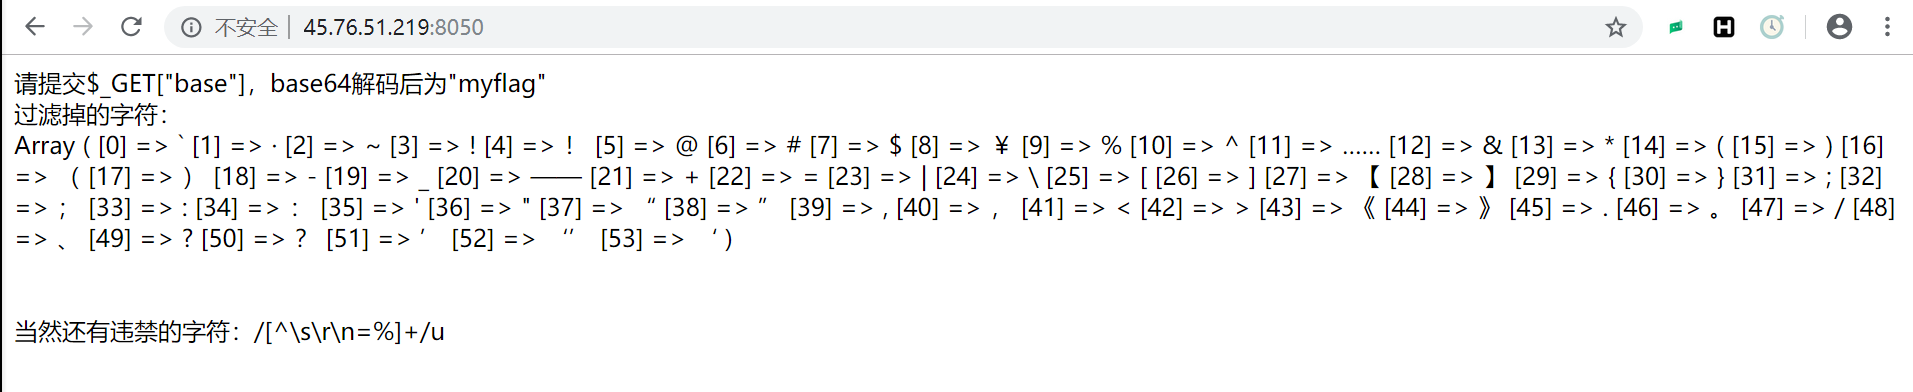 不安全 | 45.76.51.219:8050
请提交$_GET["base"]，base64解码后为"myflag"
过滤掉的字符：
Array ( [0] => ` [1] => · [2] => ~ [3] => ! [4] => ！ [5] => @ [6] => # [7] => $ [8] => ￥ [9] => % [10] => ^ [11] => …… [12] => & [13] => * [14] => ( [15] => ) [16]
=> （ [17] => ） [18] => - [19] => _ [20] => —— [21] => + [22] => = [23] => | [24] => \ [25] => [ [26] => ] [27] => 【 [28] => 】 [29] => { [30] => } [31] => ; [32]
=> ； [33] => : [34] => ： [35] => ' [36] => " [37] => “ [38] => ” [39] => , [40] => ， [41] => < [42] => > [43] => 《 [44] => 》 [45] => . [46] => 。 [47] => / [48]
=> 、 [49] => ? [50] => ？ [51] => ’ [52] => ‘’ [53] => ‘ )
当然还有违禁的字符：/[^\s\r\n=%]+/u